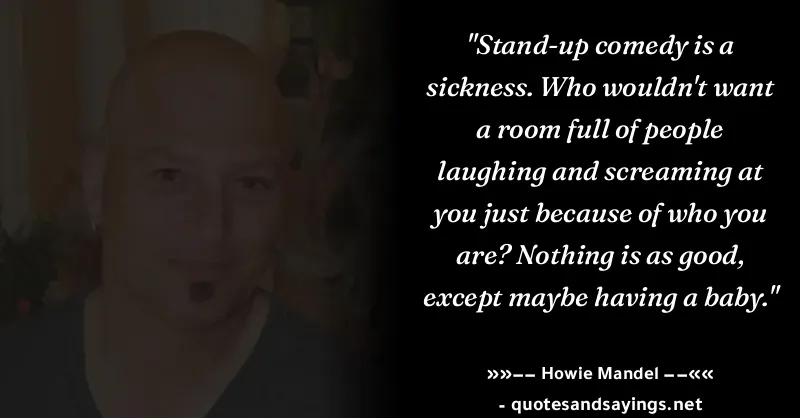 "Stand-up comedy is a
sickness. Who wouldn't want
a room full of people
laughing and screaming at
you just because of who you
are? Nothing is as good,
except maybe having a baby."
»»−− Howie Mandel −−««
- quotesandsayings.net